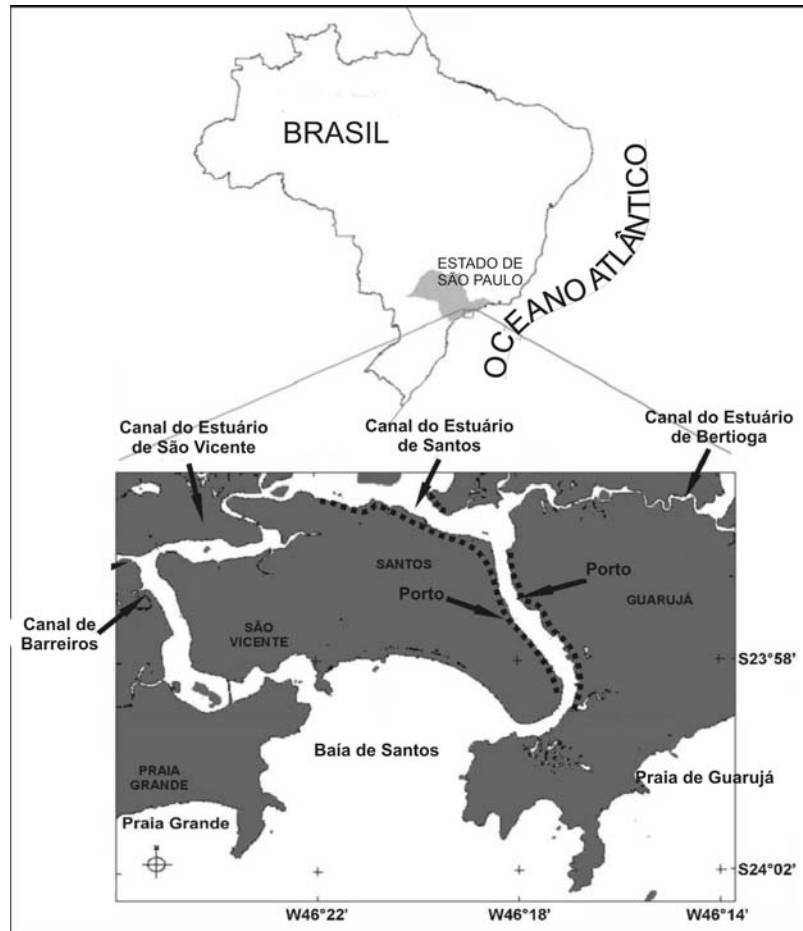 BRASIL
OCEANO ATLÂNTICO
ESTADO DE
SÃO PAULO
Canal do Estuário
de São Vicente
Canal do Estuário
de Santos
Canal do Estuário
de Bertioga
SANTOS
Porto
Porto
GUARUJÁ
Canal de
Barreiros
SÃO
VICENTE
S23°58'
Baía de Santos
PRAIA
GRANDE
Praia de Guarujá
Praia Grande
S24°02'
W46°22'
W46°18'
W46°14'